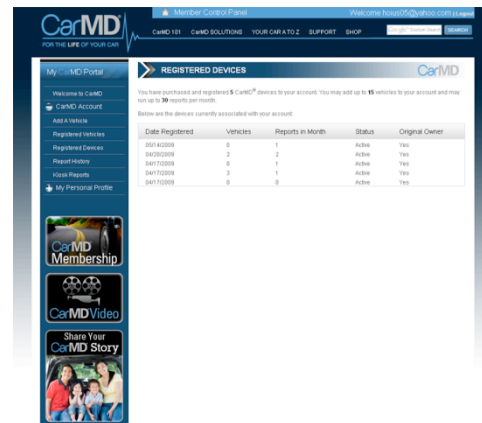 Member Control Panel
Welcome hoius05@yahoo.com | Logout
CarMD
FOR THE LIFE OF YOUR CAR
CarMD 101 CarMD SOLUTIONS YOUR CAR A TO Z SUPPORT SHOP
Google Custom Search SEARCH
My CarMD Portal
Welcome to CarMD
CarMD Account
Add A Vehicle
Registered Vehicles
Registered Devices
Report History
Kiosk Reports
My Personal Profile
CarMD
Membership
CarMD Video
Share Your
CarMD Story
REGISTERED DEVICES
CarMD
You have purchased and registered 5 CarMD® devices to your account. You may add up to 15 vehicles to your account and may
run up to 30 reports per month.
Below are the devices currently associated with your account:
Date Registered Vehicles Reports in Month Status Original Owner
05/14/2009 0 1 Active Yes
04/20/2009 2 2 Active Yes
04/17/2009 0 1 Active Yes
04/17/2009 3 1 Active Yes
04/17/2009 0 0 Active Yes